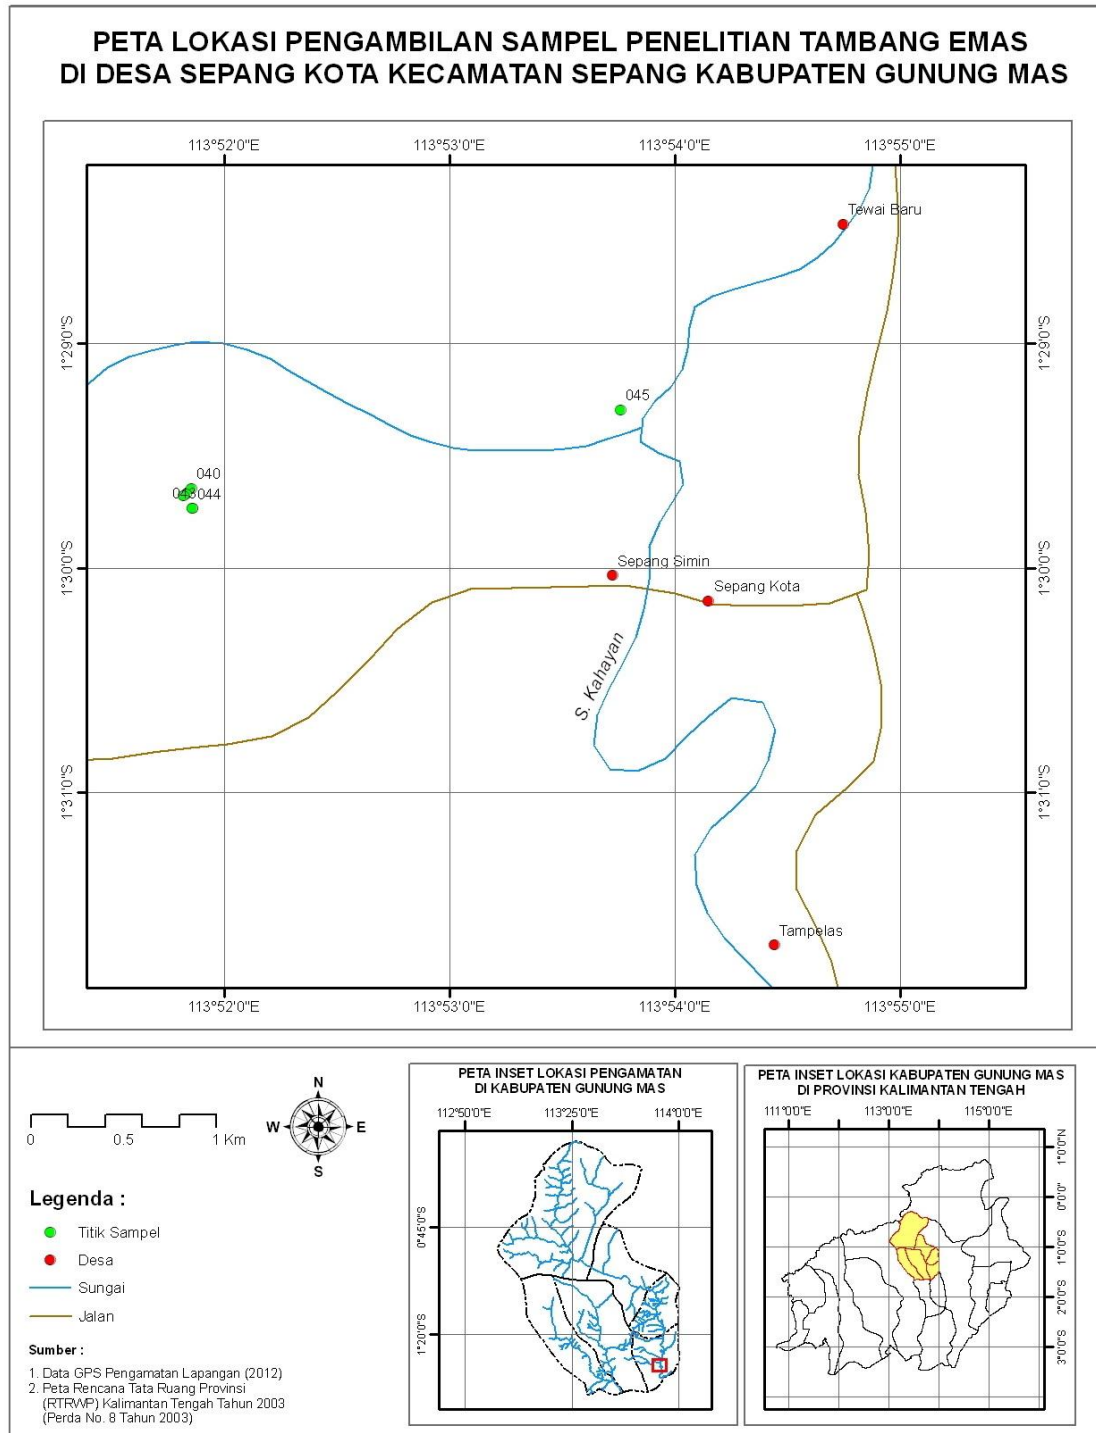 PETA LOKASI PENGAMBILAN SAMPEL PENELITIAN TAMBANG EMAS
DI DESA SEPANG KOTA KECAMATAN SEPANG KABUPATEN GUNUNG MAS
113°52'0"E 113°53'0"E 113°54'0"E 113°55'0"E
Tewai Baru
1°29'0"S 1°29'0"S
045
040
043 044
1°30'0"S 1°30'0"S
Sepang Simin
Sepang Kota
S. Kahayan
1°31'0"S 1°31'0"S
Tampelas
113°52'0"E 113°53'0"E 113°54'0"E 113°55'0"E
N
W E
S
0 0.5 1 Km
Legenda :
Titik Sampel
Desa
Sungai
Jalan
Sumber :
1. Data GPS Pengamatan Lapangan (2012)
2. Peta Rencana Tata Ruang Provinsi
(RTRWP) Kalimantan Tengah Tahun 2003
(Perda No. 8 Tahun 2003)
PETA INSET LOKASI PENGAMATAN
DI KABUPATEN GUNUNG MAS
112°50'0"E 113°25'0"E 114°0'0"E
0°45'0"S
1°20'0"S
PETA INSET LOKASI KABUPATEN GUNUNG MAS
DI PROVINSI KALIMANTAN TENGAH
111°0'0"E 113°0'0"E 115°0'0"E
1°0'0"N
0°0'0"
1°0'0"S
2°0'0"S
3°0'0"S